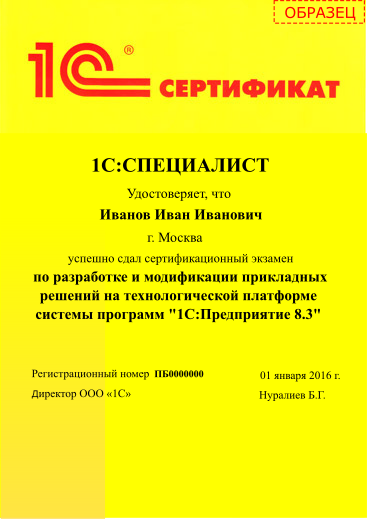 ОБРАЗЕЦ
1С® СЕРТИФИКАТ
1С:СПЕЦИАЛИСТ
Удостоверяет, что
Иванов Иван Иванович
г. Москва
успешно сдал сертификационный экзамен
по разработке и модификации прикладных
решений на технологической платформе
системы программ "1С:Предприятие 8.3"
Регистрационный номер ПБ0000000 01 января 2016 г.
Директор ООО «1С» Нуралиев Б.Г.